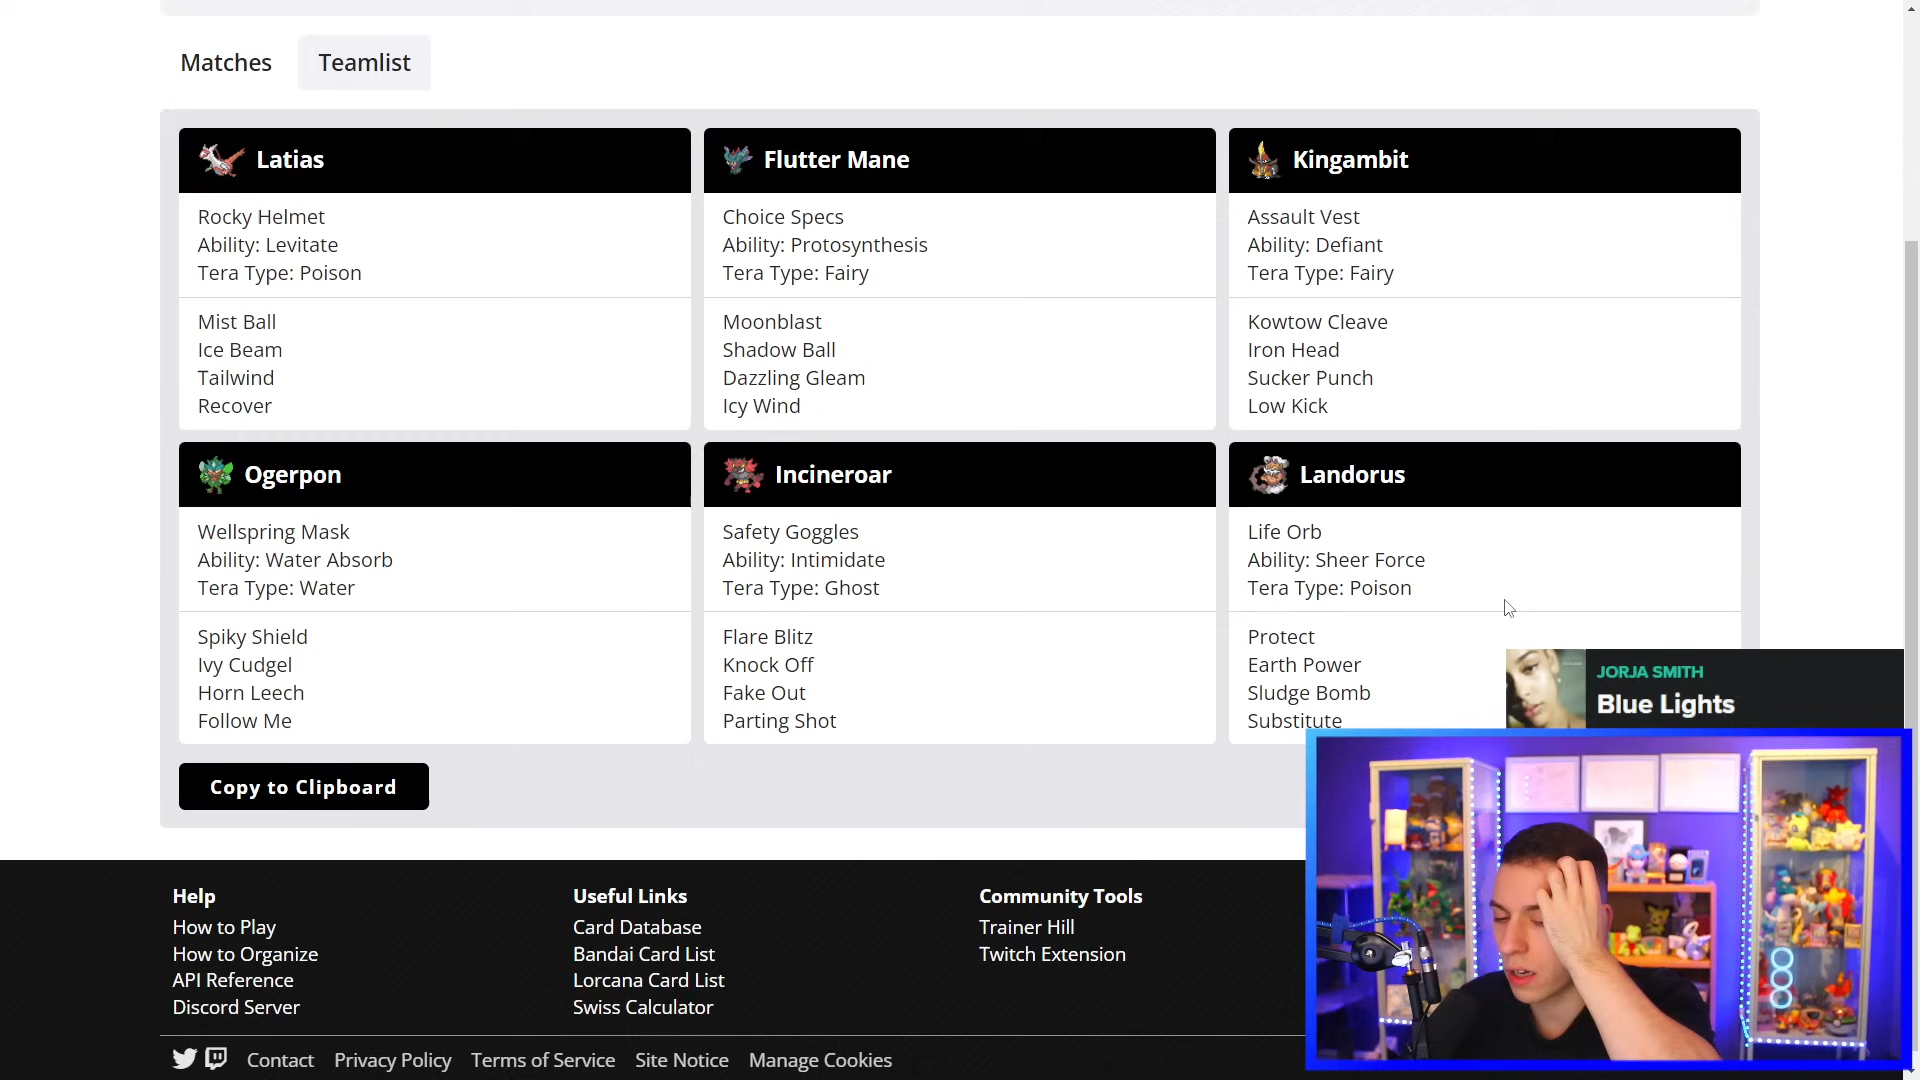 Matches
Teamlist
Latias
Rocky Helmet
Ability: Levitate
Tera Type: Poison
Mist Ball
Ice Beam
Tailwind
Recover
Flutter Mane
Choice Specs
Ability: Protosynthesis
Tera Type: Fairy
Moonblast
Shadow Ball
Dazzling Gleam
Icy Wind
Kingambit
Assault Vest
Ability: Defiant
Tera Type: Fairy
Kowtow Cleave
Iron Head
Sucker Punch
Low Kick
Ogerpon
Wellspring Mask
Ability: Water Absorb
Tera Type: Water
Spiky Shield
Ivy Cudgel
Horn Leech
Follow Me
Incineroar
Safety Goggles
Ability: Intimidate
Tera Type: Ghost
Flare Blitz
Knock Off
Fake Out
Parting Shot
Landorus
Life Orb
Ability: Sheer Force
Tera Type: Poison
Protect
Earth Power
Sludge Bomb
Substitute
JORJA SMITH
Blue Lights
Copy to Clipboard
Help
How to Play
How to Organize
API Reference
Discord Server
Useful Links
Card Database
Bandai Card List
Lorcana Card List
Swiss Calculator
Community Tools
Trainer Hill
Twitch Extension
Contact
Privacy Policy
Terms of Service
Site Notice
Manage Cookies